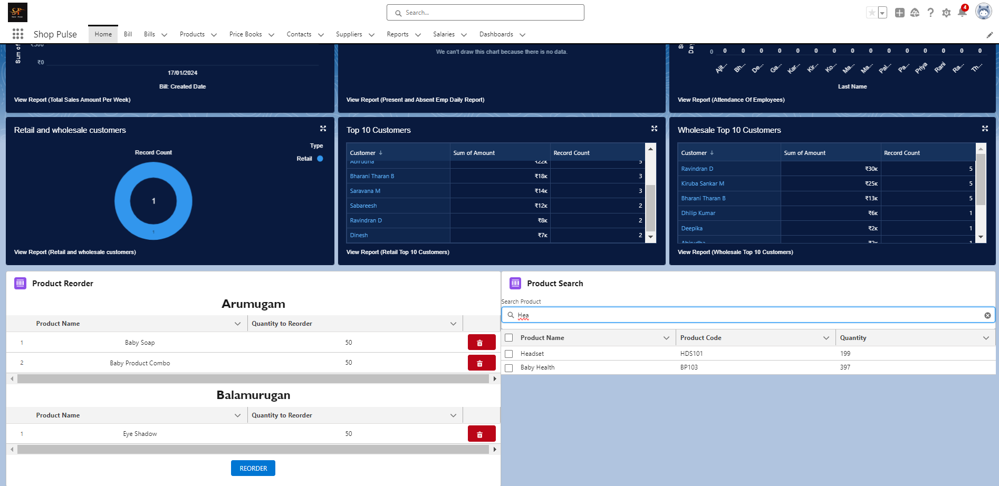 SP
Search...
4
Shop Pulse
Home
Bill
Bills
Products
Price Books
Contacts
Suppliers
Reports
Salaries
Dashboards
Sum of
₹500
₹0
17/01/2024
Bill: Created Date
View Report (Total Sales Amount Per Week)
We can't draw this chart because there is no data.
View Report (Present and Absent Emp Daily Report)
0
0 0 0 0 0 0 0 0 0 0 0 0 0 0 0
Ajit... Bh... De... Ga... Kar... Kir... Ko... Ma... Ma... Pal... Pa... Priya Rani Ra... Th...
Last Name
View Report (Attendance Of Employees)
Retail and wholesale customers
Type
Retail
Record Count
1
1
View Report (Retail and wholesale customers)
Top 10 Customers
Customer ↓ Sum of Amount Record Count
Abirudha ₹22K 5
Bharani Tharan B ₹18K 3
Saravana M ₹14K 3
Sabareesh ₹12K 2
Ravindran D ₹8K 2
Dinesh ₹7K 2
View Report (Retail Top 10 Customers)
Wholesale Top 10 Customers
Customer ↓ Sum of Amount Record Count
Ravindran D ₹30K 5
Kiruba Sankar M ₹25K 5
Bharani Tharan B ₹13K 5
Dhilip Kumar ₹6K 1
Deepika ₹2K 1
Abirudha ₹2K 1
View Report (Wholesale Top 10 Customers)
Product Reorder
Arumugam
Product Name Quantity to Reorder
1 Baby Soap 50
2 Baby Product Combo 50
Balamurugan
Product Name Quantity to Reorder
1 Eye Shadow 50
REORDER
Product Search
Search Product
Hea
Product Name Product Code Quantity
Headset HDS101 199
Baby Health BP103 397